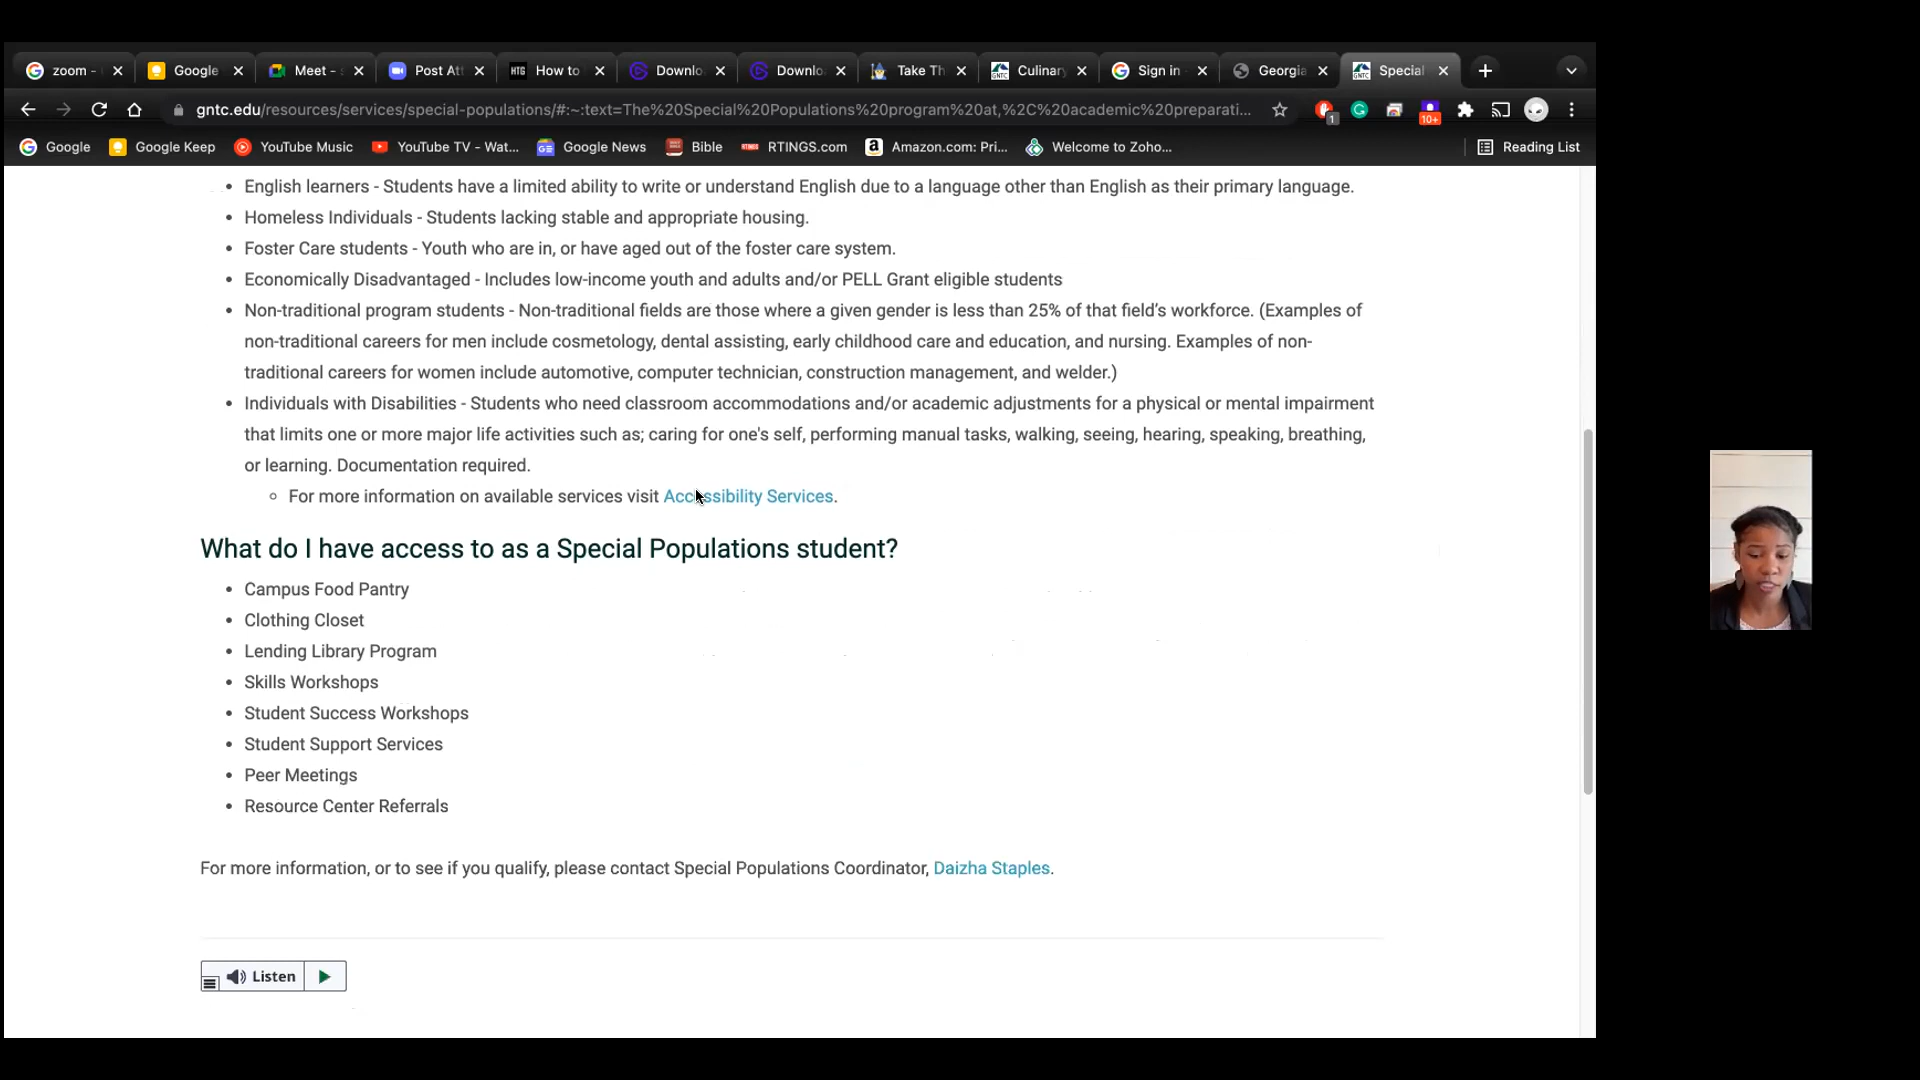 zoom -
Google
Meet -
Post Att
How to
Downlo
Downlo
Take Th
Culinary
Sign in
Georgia
Special
gntc.edu/resources/services/special-populations/#:~:text=The%20Special%20Populations%20program%20at,%2C%20academic%20preparati...
1
10+
Google
Google Keep
YouTube Music
YouTube TV - Wat...
Google News
Bible
RTINGS.com
Amazon.com: Pri...
Welcome to Zoho...
Reading List
• English learners - Students have a limited ability to write or understand English due to a language other than English as their primary language.
• Homeless Individuals - Students lacking stable and appropriate housing.
• Foster Care students - Youth who are in, or have aged out of the foster care system.
• Economically Disadvantaged - Includes low-income youth and adults and/or PELL Grant eligible students
• Non-traditional program students - Non-traditional fields are those where a given gender is less than 25% of that field's workforce. (Examples of
non-traditional careers for men include cosmetology, dental assisting, early childhood care and education, and nursing. Examples of non-
traditional careers for women include automotive, computer technician, construction management, and welder.)
• Individuals with Disabilities - Students who need classroom accommodations and/or academic adjustments for a physical or mental impairment
that limits one or more major life activities such as; caring for one's self, performing manual tasks, walking, seeing, hearing, speaking, breathing,
or learning. Documentation required.
◦ For more information on available services visit Accessibility Services.
What do I have access to as a Special Populations student?
• Campus Food Pantry
• Clothing Closet
• Lending Library Program
• Skills Workshops
• Student Success Workshops
• Student Support Services
• Peer Meetings
• Resource Center Referrals
For more information, or to see if you qualify, please contact Special Populations Coordinator, Daizha Staples.
Listen